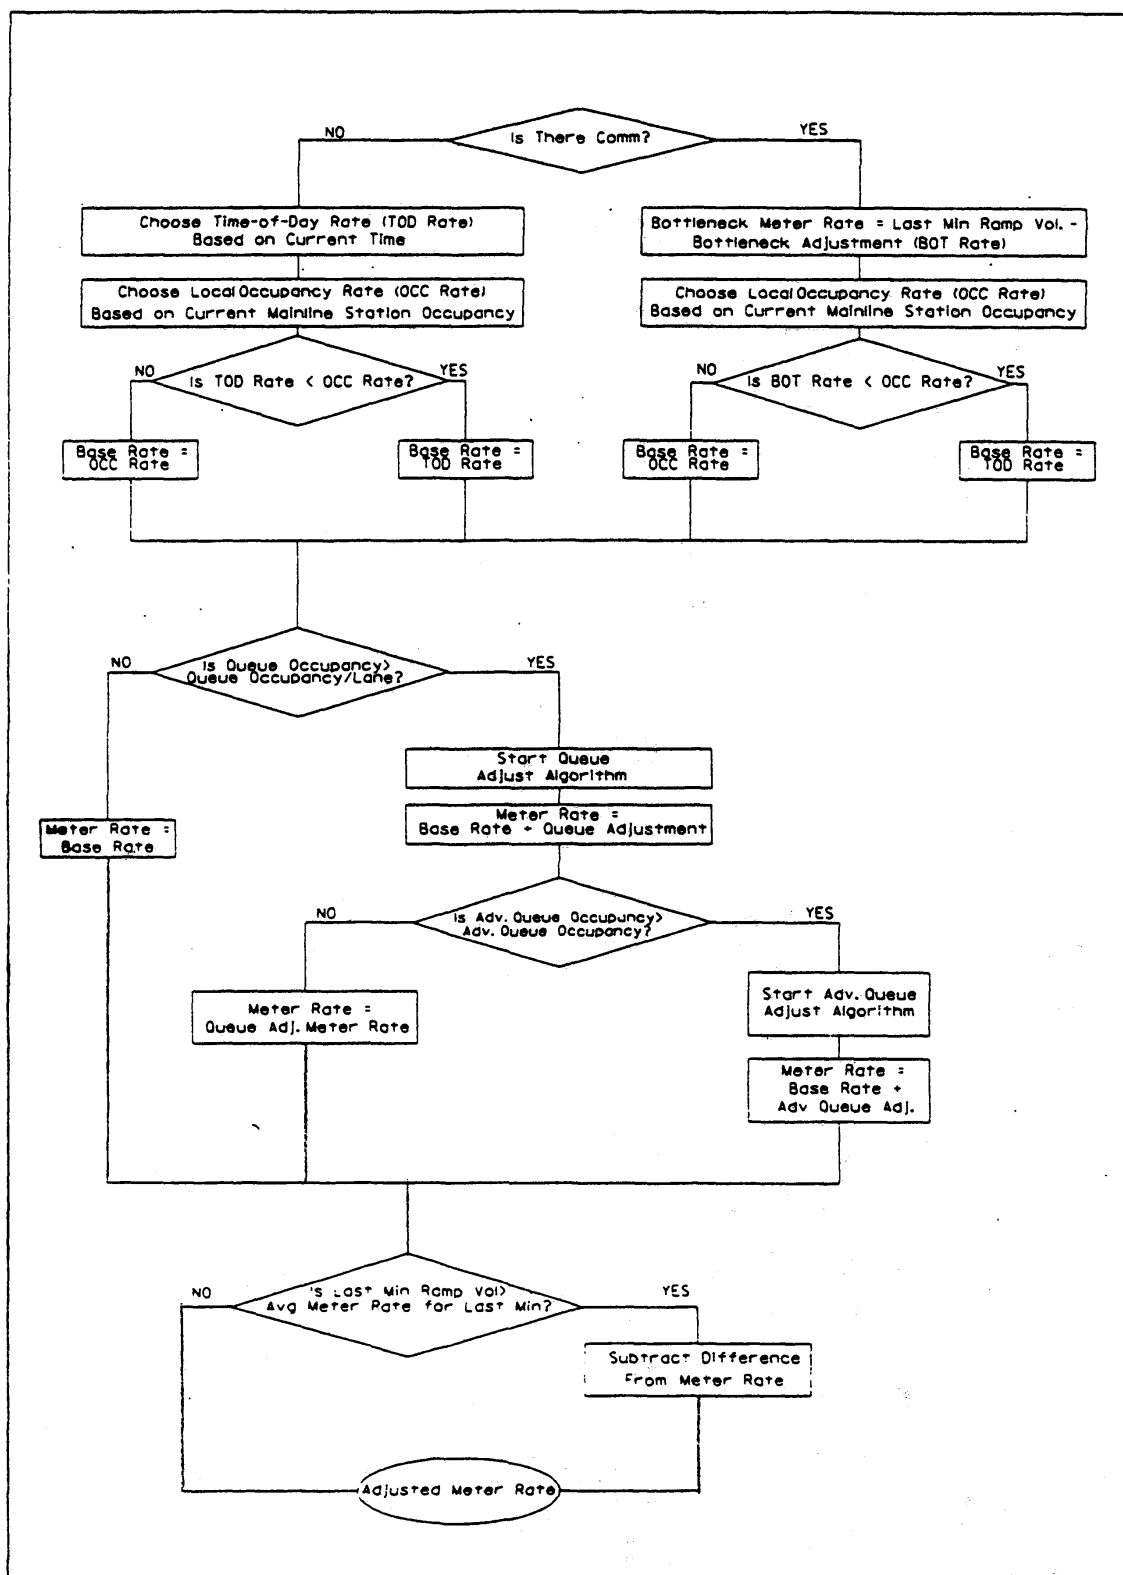 Is There Comm?
NO
YES
Choose Time-of-Day Rate (TOD Rate)
Based on Current Time
Bottleneck Meter Rate = Last Min Ramp Vol. -
Bottleneck Adjustment (BOT Rate)
Choose Local Occupancy Rate (OCC Rate)
Based on Current Mainline Station Occupancy
Choose Local Occupancy Rate (OCC Rate)
Based on Current Mainline Station Occupancy
NO
Is TOD Rate < OCC Rate?
YES
NO
Is BOT Rate < OCC Rate?
YES
Base Rate =
OCC Rate
Base Rate =
TOD Rate
Base Rate =
OCC Rate
Base Rate =
TOD Rate
NO
Is Queue Occupancy>
Queue Occupancy/Lane?
YES
Start Queue
Adjust Algorithm
Meter Rate =
Base Rate
Meter Rate =
Base Rate + Queue Adjustment
NO
Is Adv. Queue Occupancy>
Adv. Queue Occupancy?
YES
Meter Rate =
Queue Adj. Meter Rate
Start Adv. Queue
Adjust Algorithm
Meter Rate =
Base Rate +
Adv Queue Adj.
NO
Is Last Min Ramp Vol>
Avg Meter Rate for Last Min?
YES
Subtract Difference
From Meter Rate
Adjusted Meter Rate